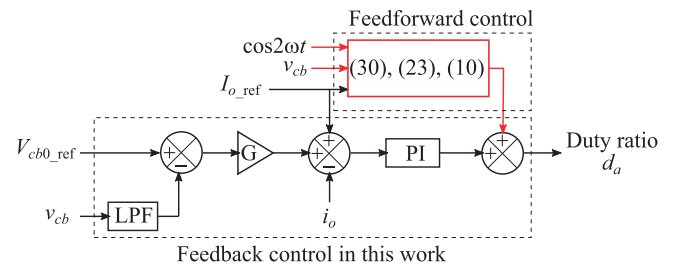 Feedforward control
cos2ωt
v_cb
(30), (23), (10)
I_o_ref
V_cb0_ref
+
−
G
+
+
−
PI
+
+
Duty ratio
d_a
v_cb
LPF
i_o
Feedback control in this work